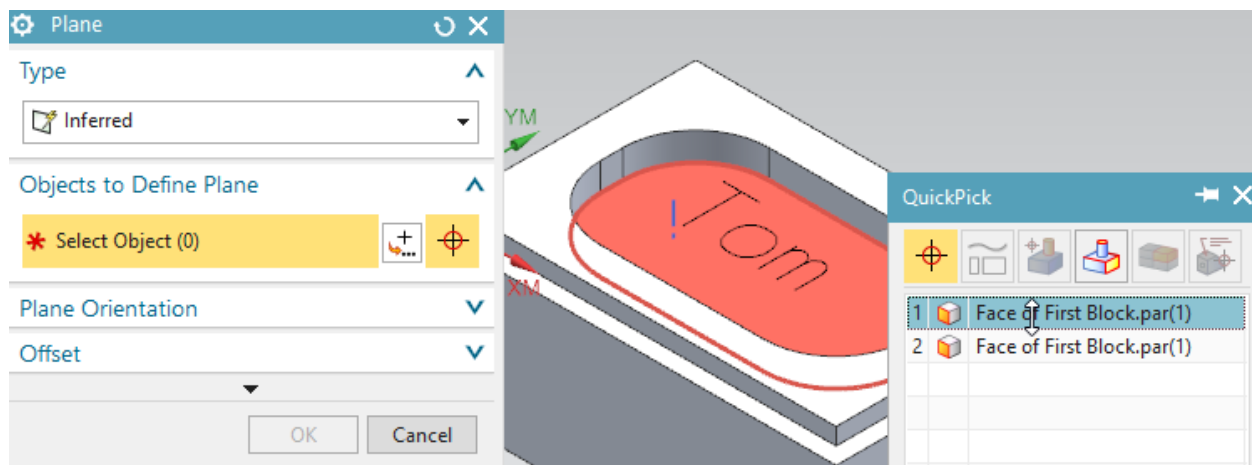 Plane
Type
Inferred
Objects to Define Plane
* Select Object (0)
Plane Orientation
Offset
OK
Cancel
YM
XM
Tom
QuickPick
1 Face of First Block.par(1)
2 Face of First Block.par(1)